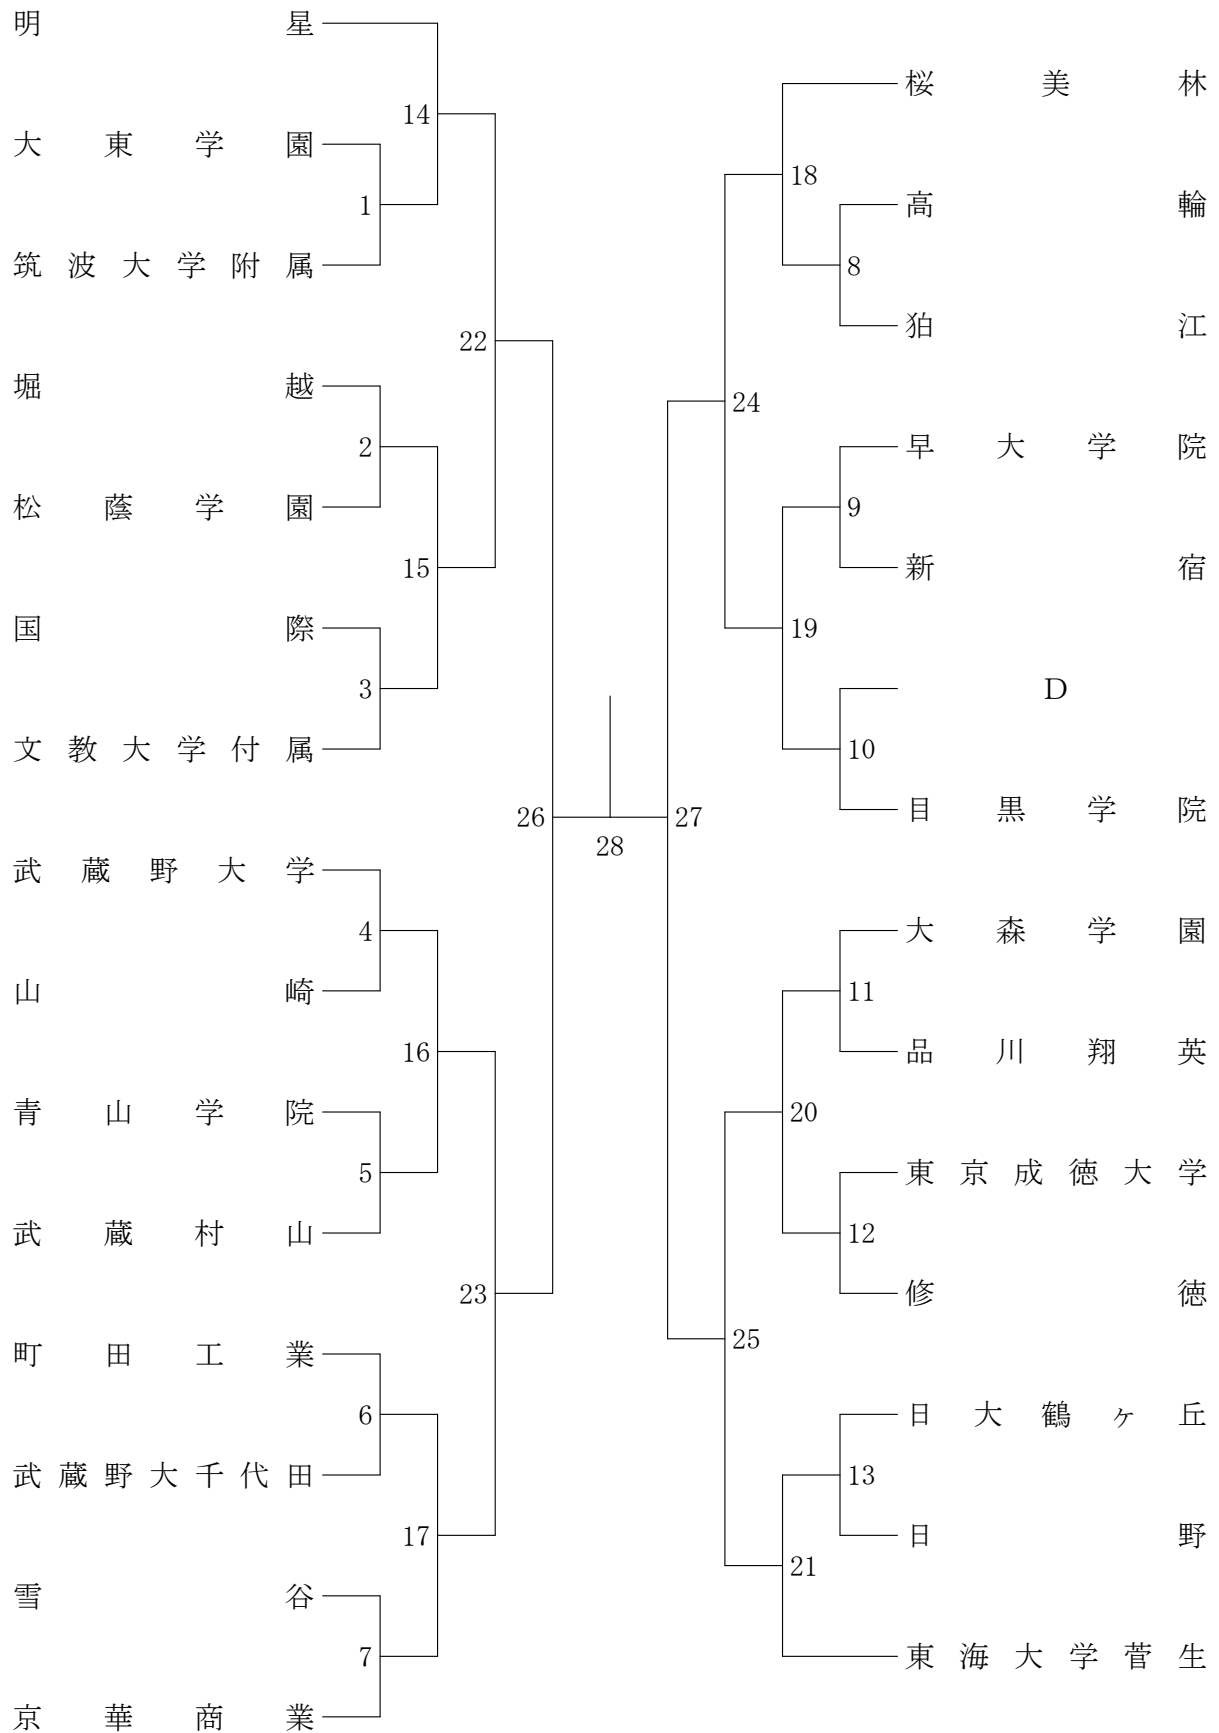 明星
大東学園
筑波大学附属
堀越
松蔭学園
国際
文教大学付属
武蔵野大学
山崎
青山学院
武蔵村山
町田工業
武蔵野大千代田
雪谷
京華商業
1
2
3
4
5
6
7
14
15
16
17
22
23
26
28
27
24
25
18
19
20
21
8
9
10
11
12
13
桜美林
高輪
狛江
早大学院
新宿
D
目黒学院
大森学園
品川翔英
東京成徳大学
修徳
日大鶴ヶ丘
日野
東海大学菅生